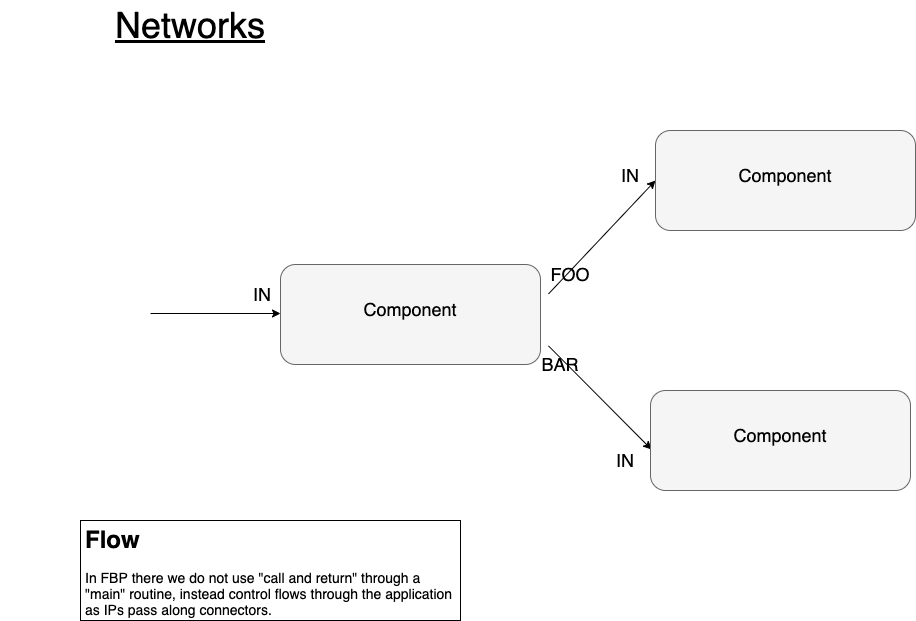 Networks
IN
Component
FOO
IN
Component
BAR
IN
Component
Flow
In FBP there we do not use "call and return" through a
"main" routine, instead control flows through the application
as IPs pass along connectors.